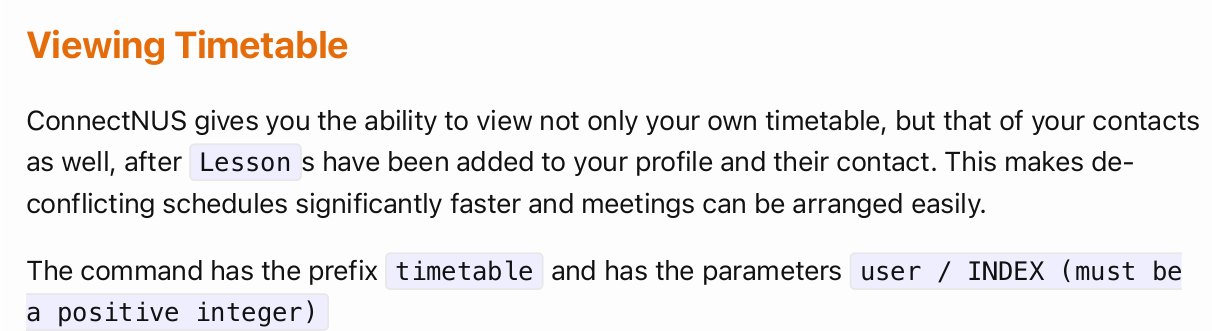 Viewing Timetable
ConnectNUS gives you the ability to view not only your own timetable, but that of your contacts
as well, after Lesson s have been added to your profile and their contact. This makes de-
conflicting schedules significantly faster and meetings can be arranged easily.
The command has the prefix timetable and has the parameters user / INDEX (must be
a positive integer)